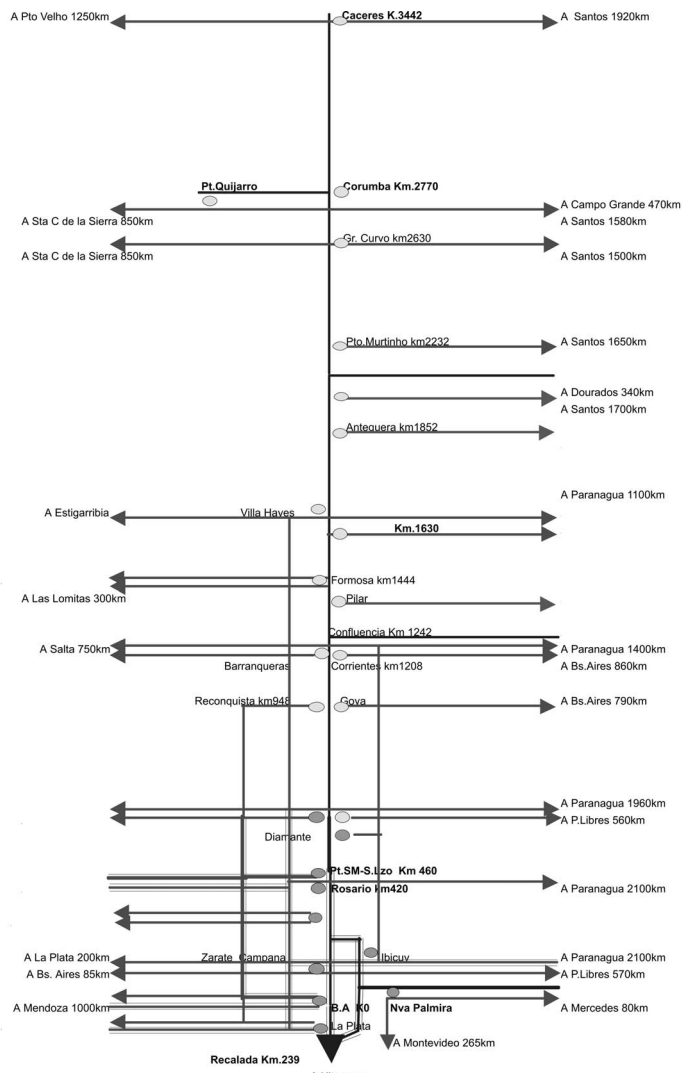 A Pto Velho 1250km
Caceres K.3442
A Santos 1920km
Pt.Quijarro
Corumba Km.2770
A Campo Grande 470km
A Sta C de la Sierra 850km
A Santos 1580km
Gr. Curvo km2630
A Sta C de la Sierra 850km
A Santos 1500km
Pto.Murtinho km2232
A Santos 1650km
A Dourados 340km
A Santos 1700km
Antequera km1852
A Paranagua 1100km
A Estigarribia
Villa Hayes
Km.1630
Formosa km1444
A Las Lomitas 300km
Pilar
Confluencia Km 1242
A Salta 750km
A Paranagua 1400km
Barranqueras
Corrientes km1208
A Bs.Aires 860km
Reconquista km948
Goya
A Bs.Aires 790km
A Paranagua 1960km
A P.Libres 560km
Diamante
Pt.SM-S.Lzo Km 460
Rosario km420
A Paranagua 2100km
A La Plata 200km
Zarate Campana
Ibicuy
A Paranagua 2100km
A Bs. Aires 85km
A P.Libres 570km
A Mendoza 1000km
B.A K0
Nva Palmira
A Mercedes 80km
La Plata
A Montevideo 265km
Recalada Km.239